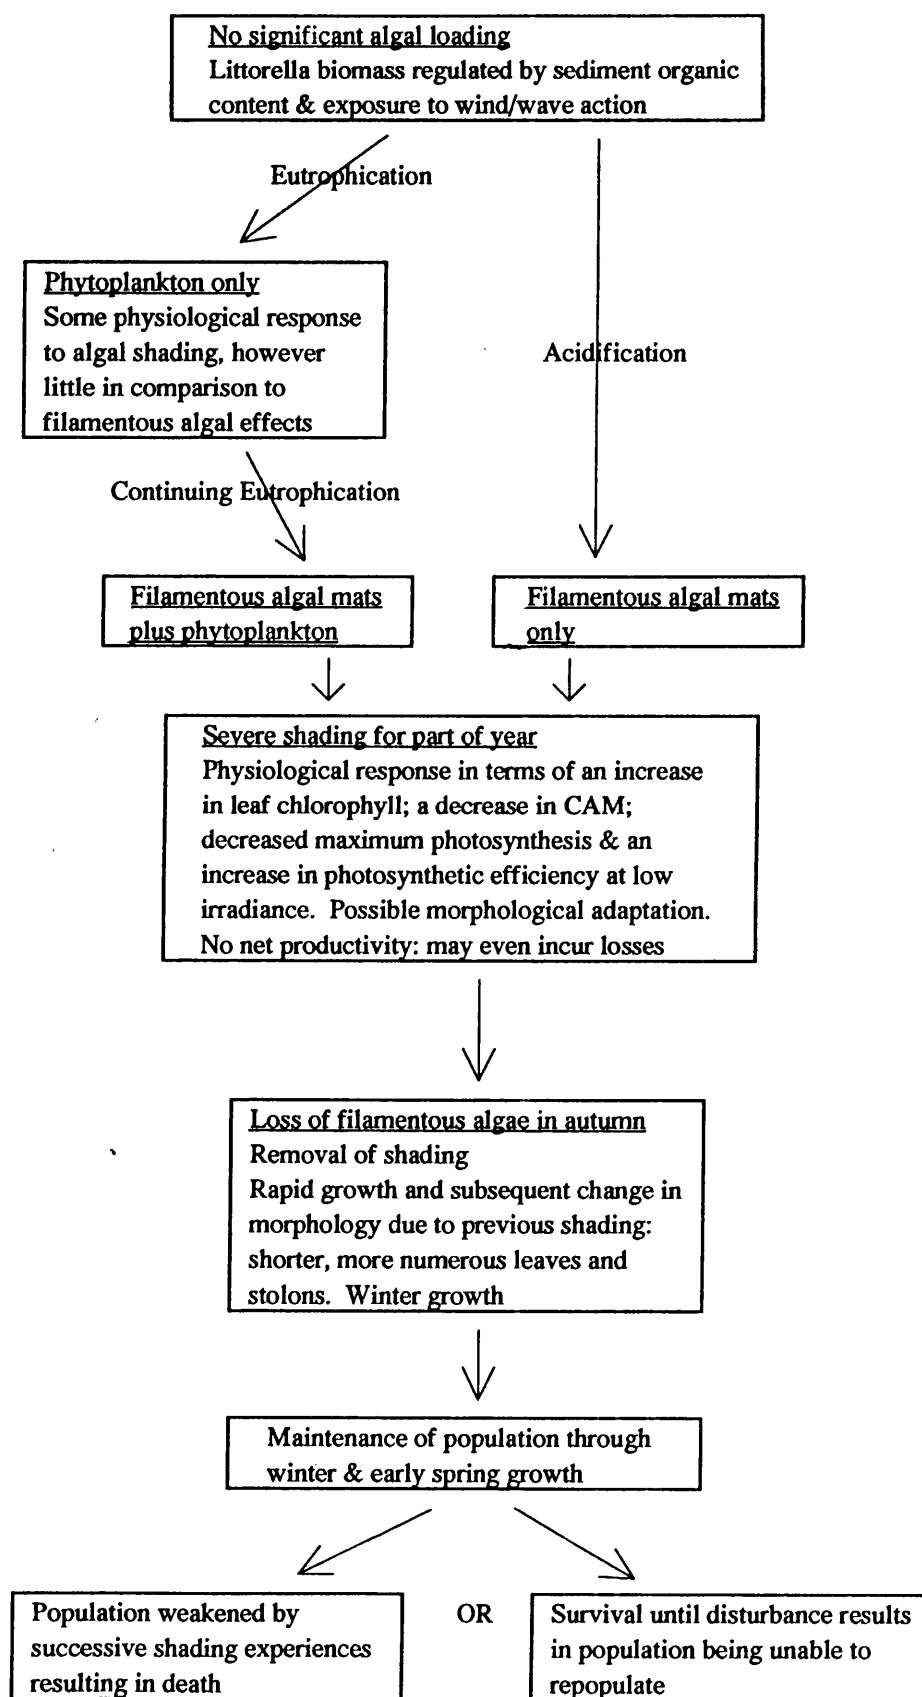 No significant algal loading
Littorella biomass regulated by sediment organic
content & exposure to wind/wave action
Eutrophication
Phytoplankton only
Some physiological response
to algal shading, however
little in comparison to
filamentous algal effects
Acidification
Continuing Eutrophication
Filamentous algal mats
plus phytoplankton
Filamentous algal mats
only
Severe shading for part of year
Physiological response in terms of an increase
in leaf chlorophyll; a decrease in CAM;
decreased maximum photosynthesis & an
increase in photosynthetic efficiency at low
irradiance. Possible morphological adaptation.
No net productivity: may even incur losses
Loss of filamentous algae in autumn
Removal of shading
Rapid growth and subsequent change in
morphology due to previous shading:
shorter, more numerous leaves and
stolons. Winter growth
Maintenance of population through
winter & early spring growth
Population weakened by
successive shading experiences
resulting in death
OR
Survival until disturbance results
in population being unable to
repopulate